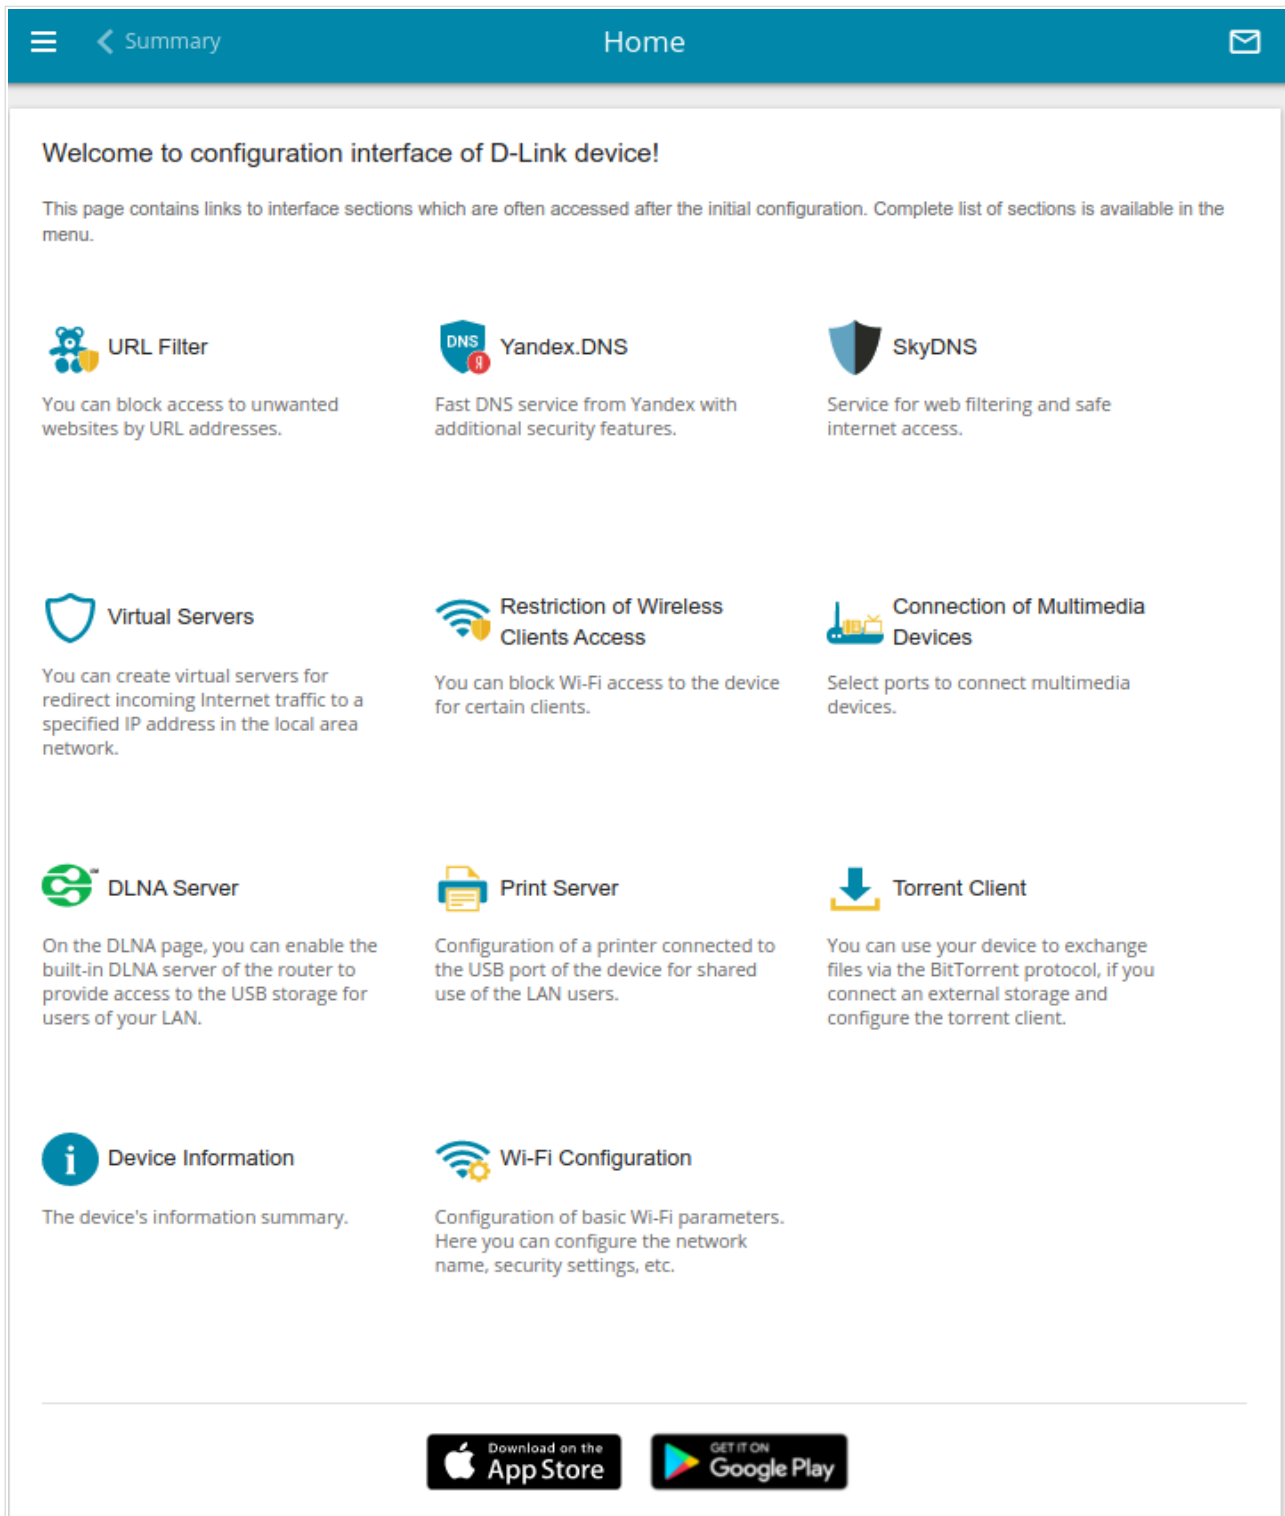 Summary
Home
Welcome to configuration interface of D-Link device!
This page contains links to interface sections which are often accessed after the initial configuration. Complete list of sections is available in the
menu.
URL Filter
You can block access to unwanted
websites by URL addresses.
DNS
Я
Yandex.DNS
Fast DNS service from Yandex with
additional security features.
SkyDNS
Service for web filtering and safe
internet access.
Virtual Servers
You can create virtual servers for
redirect incoming Internet traffic to a
specified IP address in the local area
network.
Restriction of Wireless
Clients Access
You can block Wi-Fi access to the device
for certain clients.
Connection of Multimedia
Devices
Select ports to connect multimedia
devices.
DLNA Server
On the DLNA page, you can enable the
built-in DLNA server of the router to
provide access to the USB storage for
users of your LAN.
Print Server
Configuration of a printer connected to
the USB port of the device for shared
use of the LAN users.
Torrent Client
You can use your device to exchange
files via the BitTorrent protocol, if you
connect an external storage and
configure the torrent client.
i
Device Information
The device's information summary.
Wi-Fi Configuration
Configuration of basic Wi-Fi parameters.
Here you can configure the network
name, security settings, etc.
Download on the
App Store
GET IT ON
Google Play